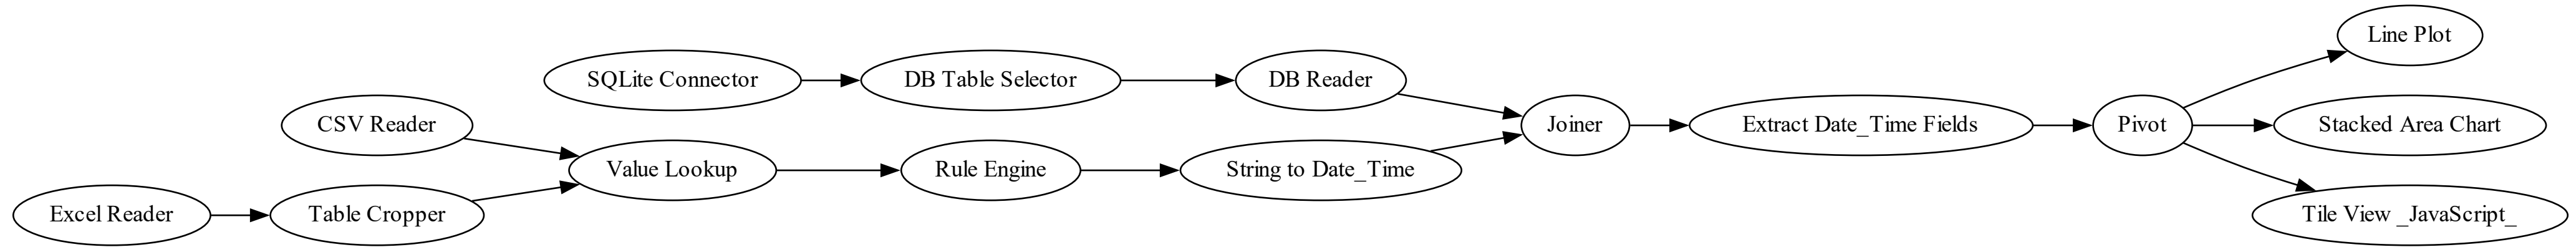 Line Plot
SQLite Connector
DB Table Selector
DB Reader
CSV Reader
Joiner
Extract Date_Time Fields
Pivot
Stacked Area Chart
Value Lookup
Rule Engine
String to Date_Time
Excel Reader
Table Cropper
Tile View _JavaScript_